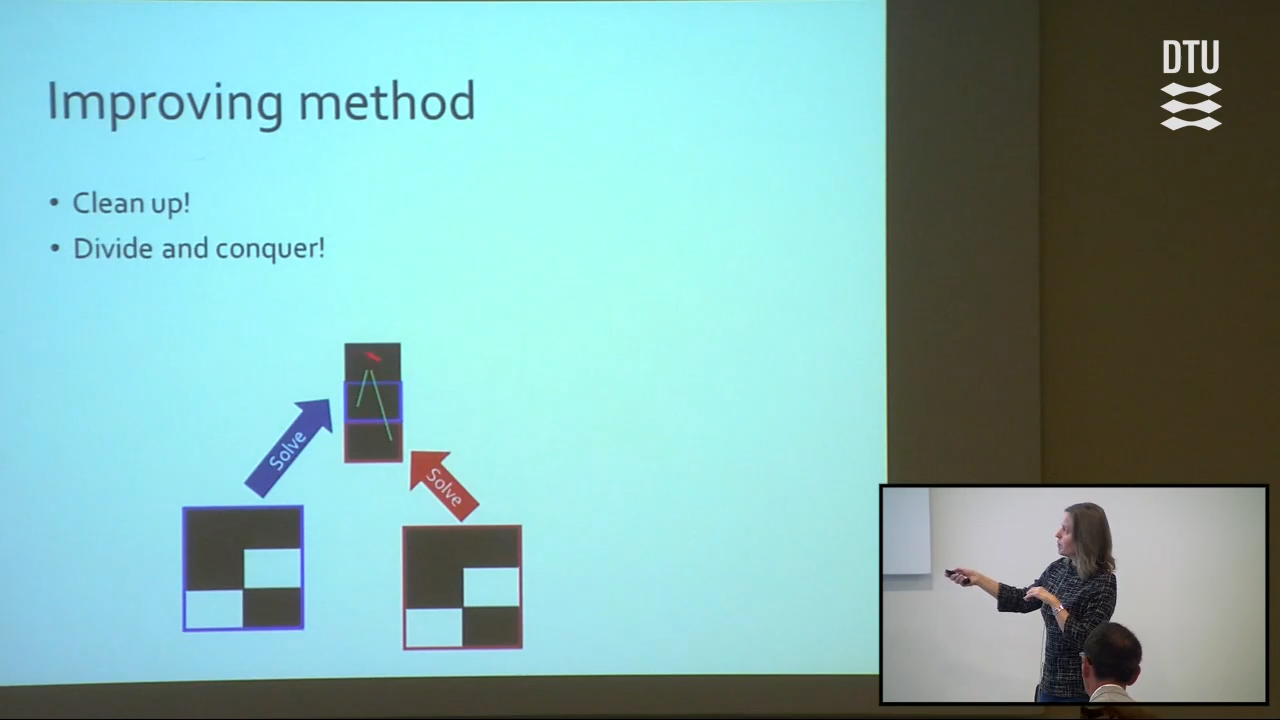 Improving method
• Clean up!
• Divide and conquer!
Solve
Solve
DTU